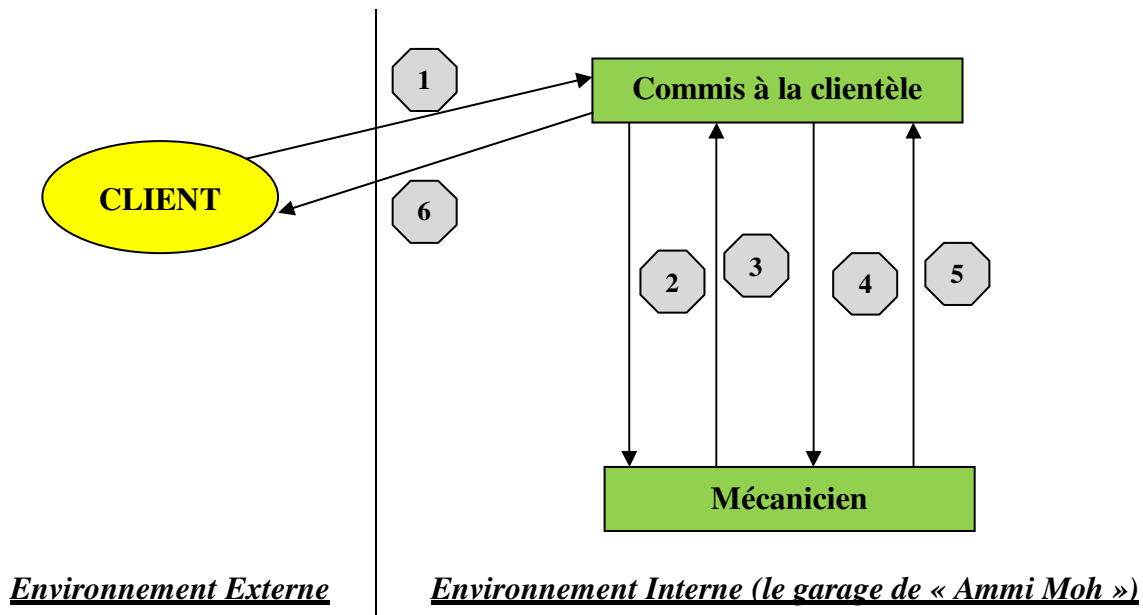 1
Commis à la clientèle
CLIENT
6
2
3
4
5
Mécanicien
Environnement Externe
Environnement Interne (le garage de « Ammi Moh »)